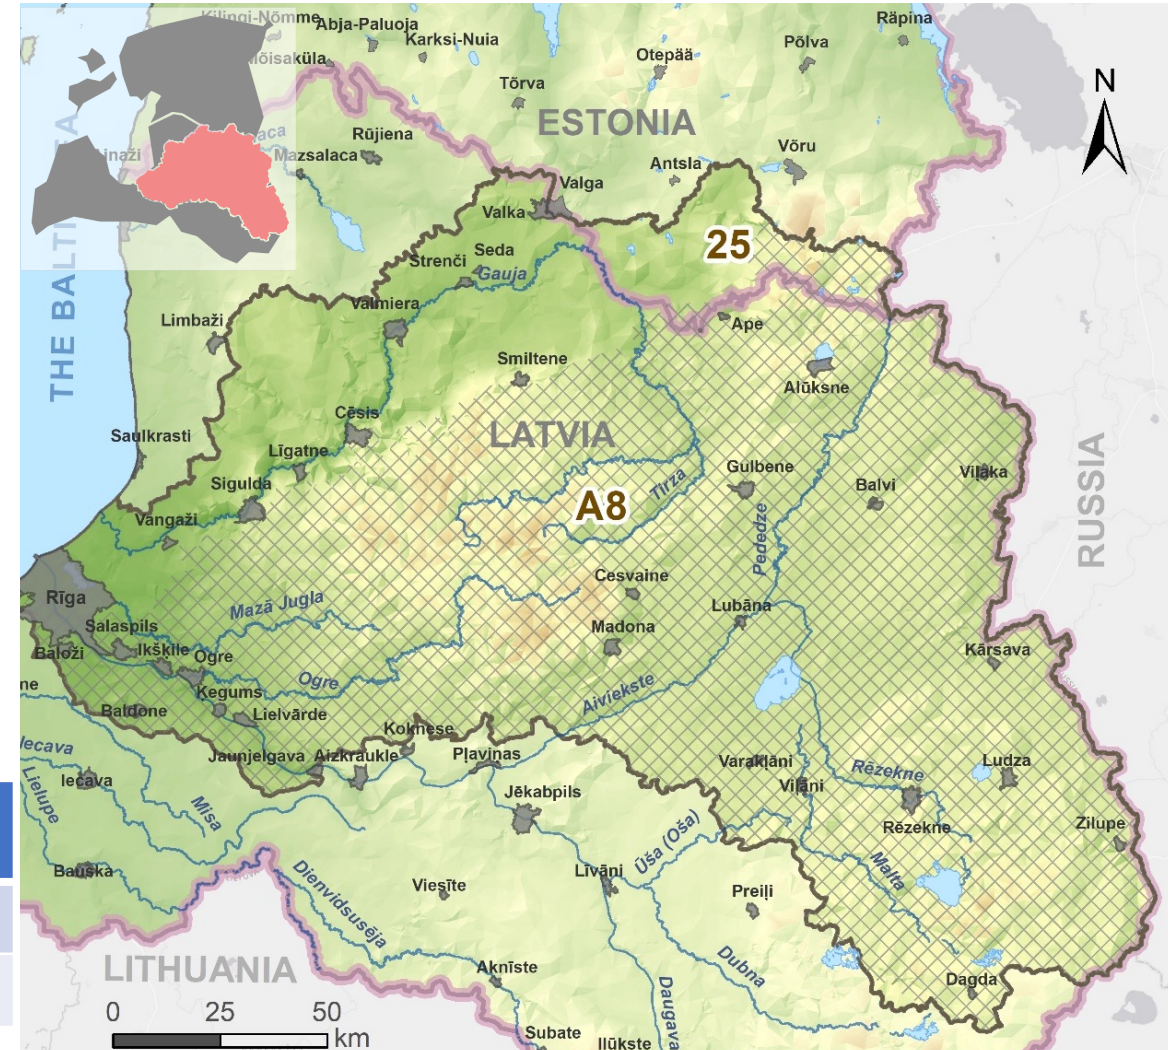 Kilingi-Nõmme
Abja-Paluoja
Räpina
Karksi-Nuia
Põlva
Mõisaküla
Otepää
Tõrva
N
ESTONIA
Rūjiena
Võru
Mazsalaca
Antsla
Valga
Valka
25
Strenči
Seda
Gauja
Valmiera
Limbaži
Ape
Smiltene
Alūksne
THE BALTI
Cēsis
LATVIA
Saulkrasti
Līgatne
Gulbene
Viļaka
Sigulda
Tirza
Balvi
A8
RUSSIA
Vangaži
Pededze
Cesvaine
Rīga
Mazā Jugla
Lubāna
Salaspils
Madona
Baloži
Ikšķile
Ogre
Kārsava
ne
Ķegums
Ogre
Aiviekste
Baldone
Lielvārde
Koknese
Iecava
Jaunjelgava
Aizkraukle
Pļaviņas
Varakļāni
Ludza
Iecava
Viļāni
Rēzekne
Lielupe
Misa
Jēkabpils
Rēzekne
Zilupe
Ūša (Oša)
Bauska
Līvāni
Malta
Viesīte
Preiļi
Dienvidsusēja
LITHUANIA
Aknīste
Dubna
Dagda
Daugava
0 25 50
km
Subate
Ilūkste